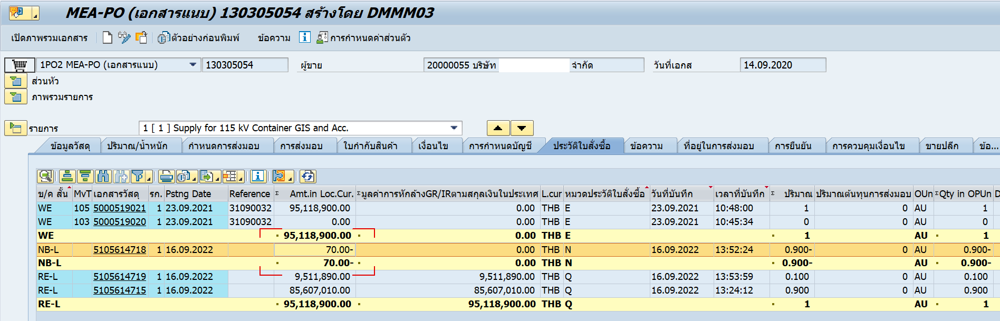 MEA-PO (เอกสารแนบ) 130305054 สร้างโดย DMMM03
เปิดภาพรวมเอกสาร ตัวอย่างก่อนพิมพ์ ข้อความ การกำหนดค่าส่วนตัว
1PO2 MEA-PO (เอกสารแนบ) 130305054 ผู้ขาย 20000055 บริษัท จำกัด วันที่เอกส 14.09.2020
ส่วนหัว
ภาพรวมรายการ
รายการ 1 [ 1 ] Supply for 115 kV Container GIS and Acc.
ข้อมูลวัสดุ ปริมาณ/น้ำหนัก กำหนดการส่งมอบ การส่งมอบ ใบกำกับสินค้า เงื่อนไข การกำหนดบัญชี ประวัติใบสั่งซื้อ ข้อความ ที่อยู่ในการส่งมอบ การยืนยัน การควบคุมเงื่อนไข ขายปลีก ข้อ...
ข/ค สั้น MvT เอกสารวัสดุ รก. Pstng Date Reference Σ Amt.in Loc.Cur. Σ มูลค่าการหักล้างGR/IRตามสกุลเงินในประเทศ L.cur หมวดประวัติใบสั่งซื้อ วันที่บันทึก เวลาที่บันทึก Σ ปริมาณ ปริมาณต้นทุนการส่งมอบ OUn Σ Qty in OPUn D
WE 105 5000519021 1 23.09.2021 31090032 95,118,900.00 0.00 THB E 23.09.2021 10:48:00 1 0 AU 1
WE 103 5000519020 1 23.09.2021 31090032 0.00 0.00 THB E 23.09.2021 10:45:34 0 0 AU 0
WE 95,118,900.00 0.00 THB E 1 AU 1
NB-L 5105614718 1 16.09.2022 70.00- 0.00 THB N 16.09.2022 13:52:24 0.900- 0 AU 0.900-
NB-L 70.00- 0.00 THB N 0.900- AU 0.900-
RE-L 5105614719 1 16.09.2022 9,511,890.00 9,511,890.00 THB Q 16.09.2022 13:53:59 0.100 0 AU 0.100
RE-L 5105614715 1 16.09.2022 85,607,010.00 85,607,010.00 THB Q 16.09.2022 13:24:12 0.900 0 AU 0.900
RE-L 95,118,900.00 95,118,900.00 THB Q 1 AU 1